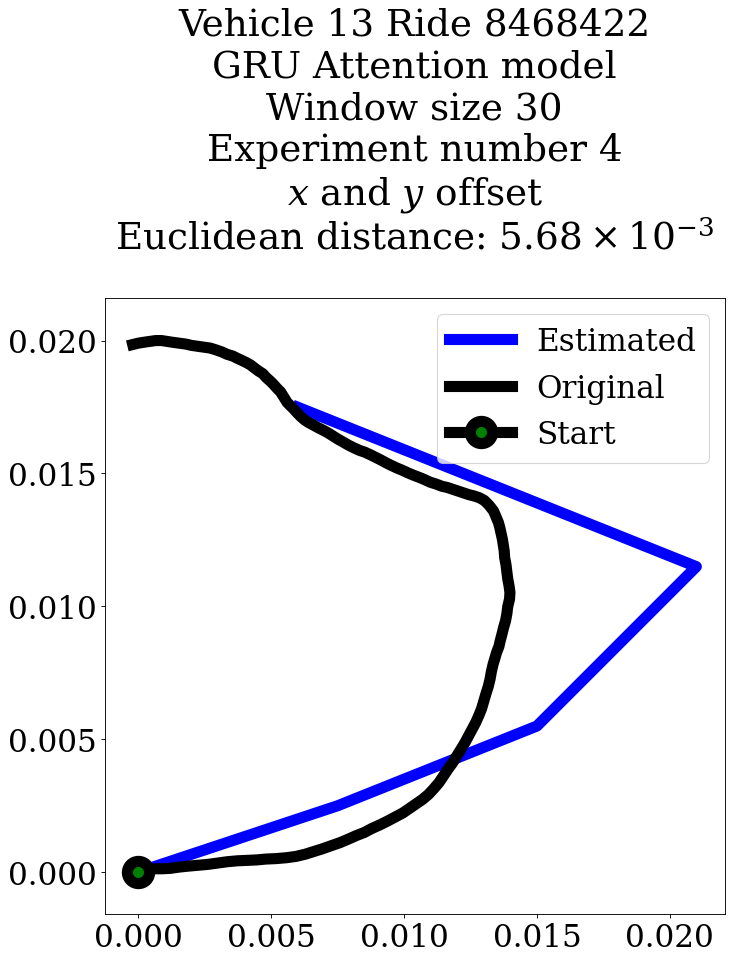 Vehicle 13 Ride 8468422
GRU Attention model
Window size 30
Experiment number 4
x and y offset
Euclidean distance: 5.68 × 10⁻³
Estimated
Original
Start
0.020
0.015
0.010
0.005
0.000
0.000 0.005 0.010 0.015 0.020